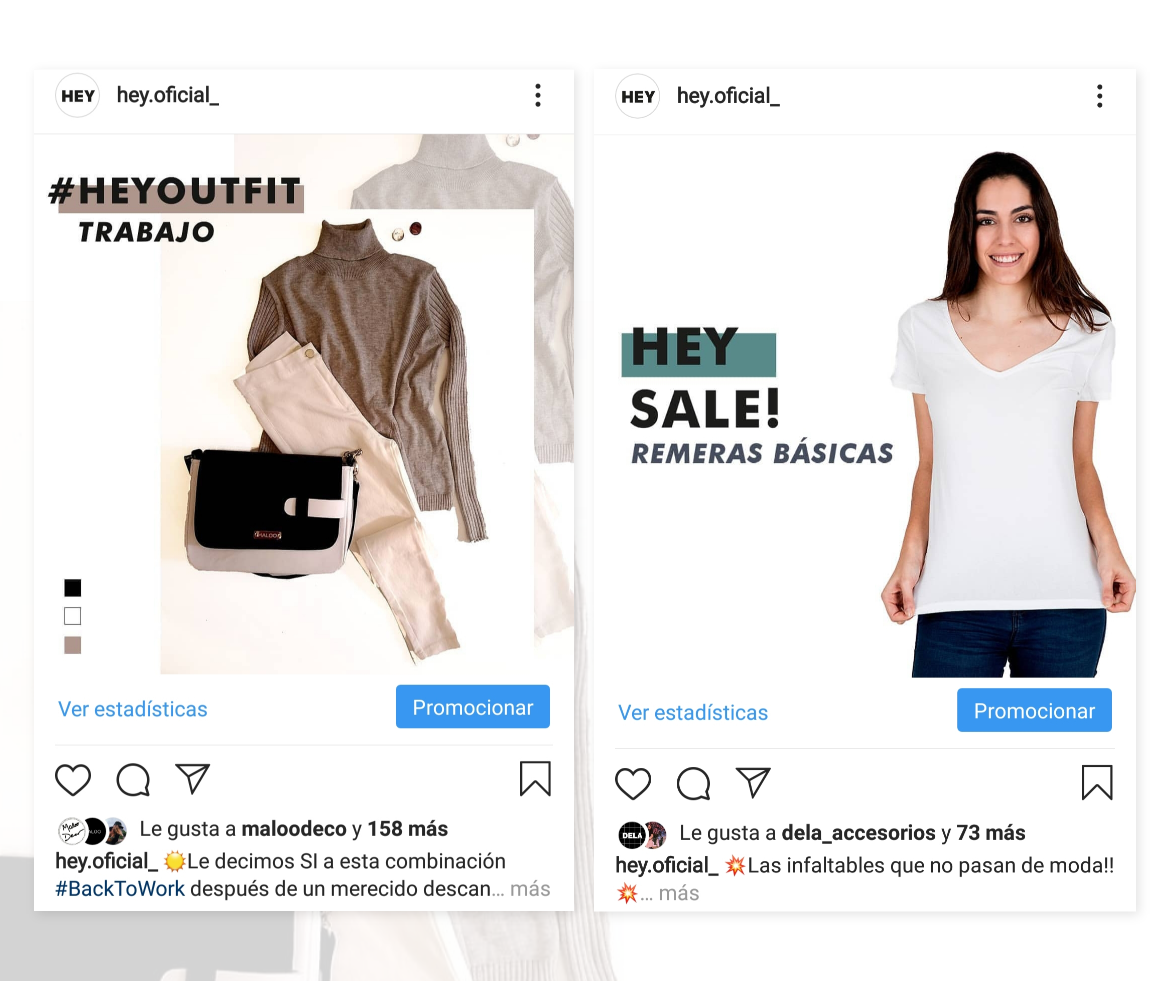 HEY
hey.oficial_
#HEYOUTFIT
TRABAJO
Ver estadísticas
Promocionar
Le gusta a maloodeco y 158 más
hey.oficial_ ☀️Le decimos SI a esta combinación
#BackToWork después de un merecido descan... más
HEY
hey.oficial_
HEY
SALE!
REMERAS BÁSICAS
Ver estadísticas
Promocionar
DELA
Le gusta a dela_accesorios y 73 más
hey.oficial_ 💥Las infaltables que no pasan de moda!!
💥... más